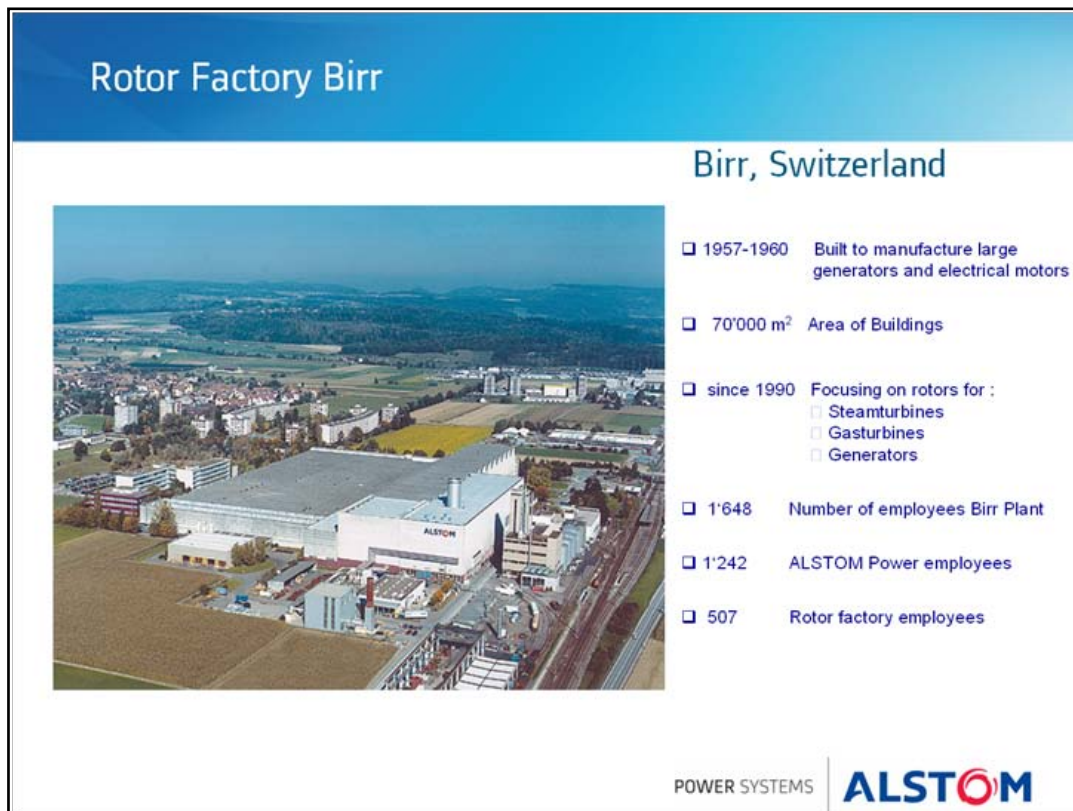 Rotor Factory Birr
Birr, Switzerland
❑ 1957-1960 Built to manufacture large
generators and electrical motors
❑ 70'000 m² Area of Buildings
❑ since 1990 Focusing on rotors for :
□ Steamturbines
□ Gasturbines
□ Generators
❑ 1'648 Number of employees Birr Plant
❑ 1'242 ALSTOM Power employees
❑ 507 Rotor factory employees
ALSTOM
POWER SYSTEMS
ALSTOM